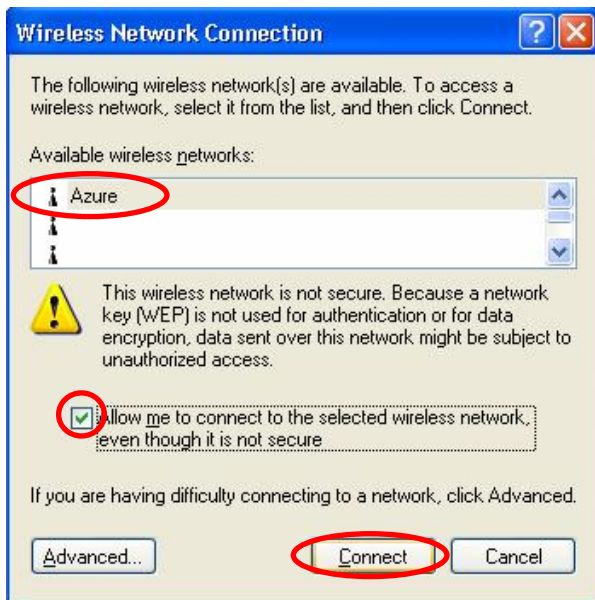 Wireless Network Connection
The following wireless network(s) are available. To access a
wireless network, select it from the list, and then click Connect.
Available wireless networks:
Azure
This wireless network is not secure. Because a network
key (WEP) is not used for authentication or for data
encryption, data sent over this network might be subject to
unauthorized access.
Allow me to connect to the selected wireless network,
even though it is not secure
If you are having difficulty connecting to a network, click Advanced.
Advanced... Connect Cancel